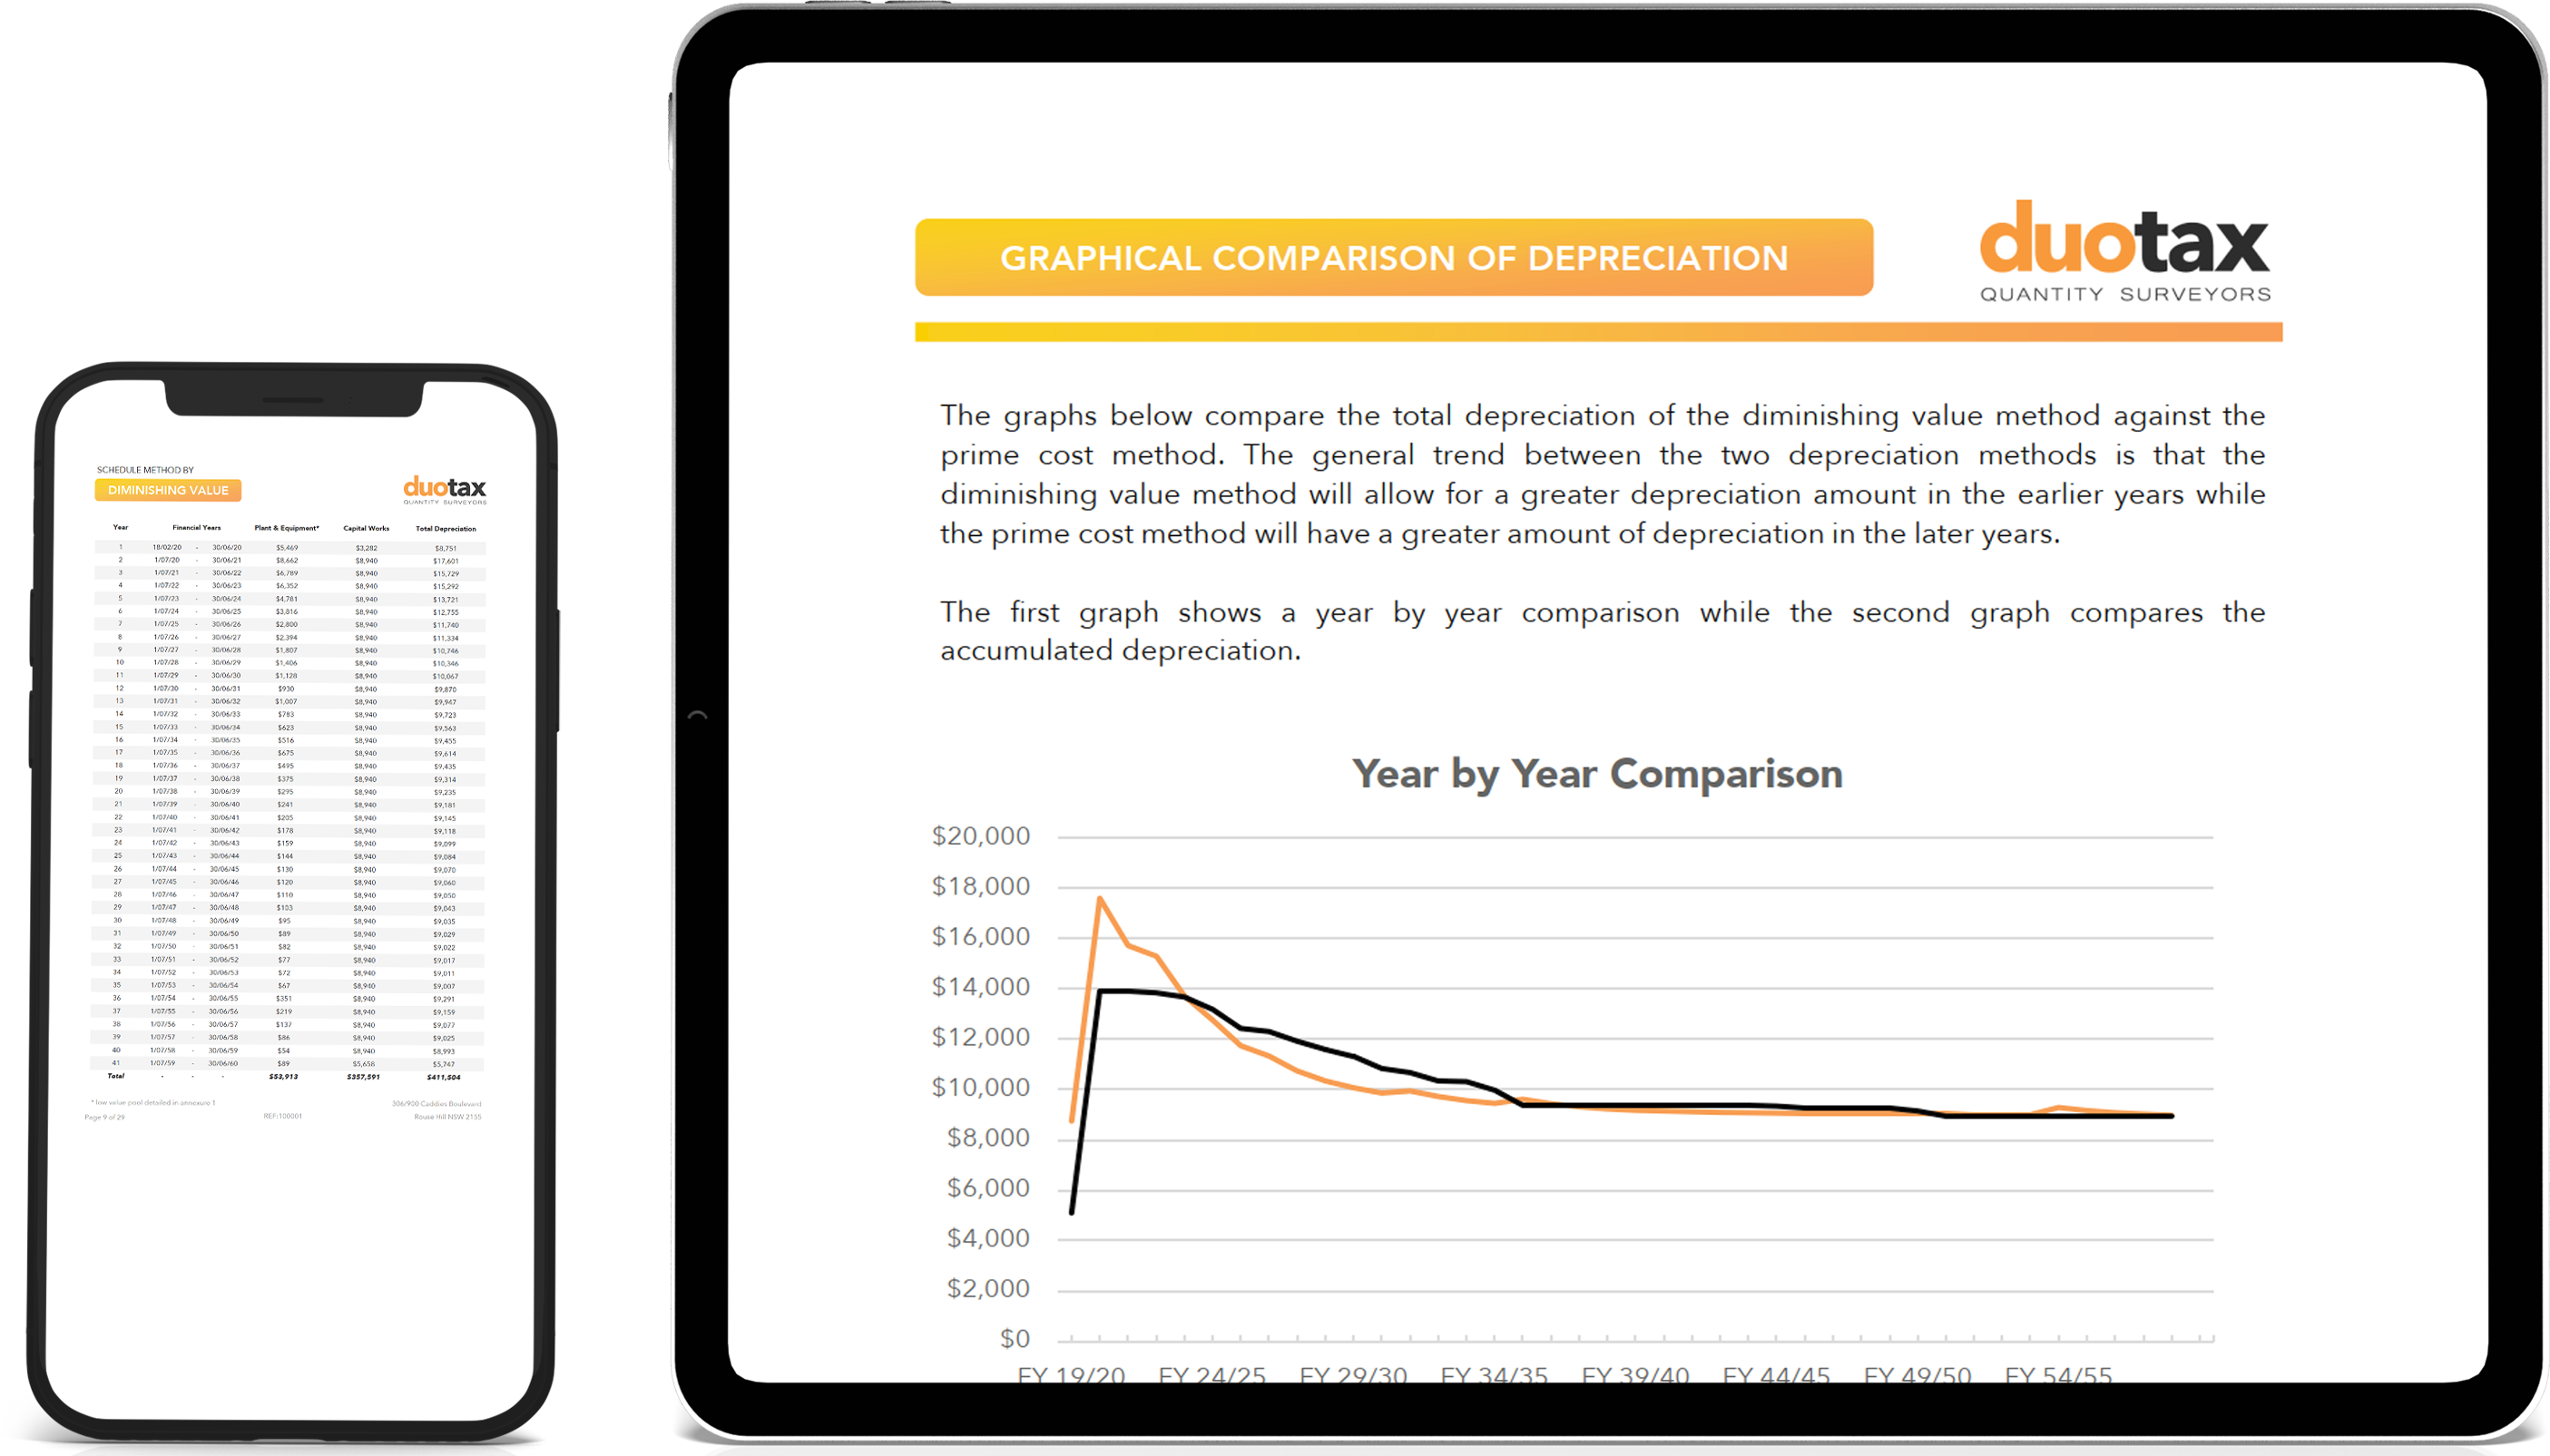 SCHEDULE METHOD BY
DIMINISHING VALUE
duotax
QUANTITY SURVEYORS
Year Financial Years Plant & Equipment* Capital Works Total Depreciation
1 18/02/20 - 30/06/20 $5,469 $3,282 $8,751
2 1/07/20 - 30/06/21 $8,662 $8,940 $17,601
3 1/07/21 - 30/06/22 $6,789 $8,940 $15,729
4 1/07/22 - 30/06/23 $6,352 $8,940 $15,292
5 1/07/23 - 30/06/24 $4,781 $8,940 $13,721
6 1/07/24 - 30/06/25 $3,816 $8,940 $12,755
7 1/07/25 - 30/06/26 $2,800 $8,940 $11,740
8 1/07/26 - 30/06/27 $2,394 $8,940 $11,334
9 1/07/27 - 30/06/28 $1,807 $8,940 $10,746
10 1/07/28 - 30/06/29 $1,406 $8,940 $10,346
11 1/07/29 - 30/06/30 $1,128 $8,940 $10,067
12 1/07/30 - 30/06/31 $930 $8,940 $9,870
13 1/07/31 - 30/06/32 $1,007 $8,940 $9,947
14 1/07/32 - 30/06/33 $783 $8,940 $9,723
15 1/07/33 - 30/06/34 $623 $8,940 $9,563
16 1/07/34 - 30/06/35 $516 $8,940 $9,455
17 1/07/35 - 30/06/36 $675 $8,940 $9,614
18 1/07/36 - 30/06/37 $495 $8,940 $9,435
19 1/07/37 - 30/06/38 $375 $8,940 $9,314
20 1/07/38 - 30/06/39 $295 $8,940 $9,235
21 1/07/39 - 30/06/40 $241 $8,940 $9,181
22 1/07/40 - 30/06/41 $205 $8,940 $9,145
23 1/07/41 - 30/06/42 $178 $8,940 $9,118
24 1/07/42 - 30/06/43 $159 $8,940 $9,099
25 1/07/43 - 30/06/44 $144 $8,940 $9,084
26 1/07/44 - 30/06/45 $130 $8,940 $9,070
27 1/07/45 - 30/06/46 $120 $8,940 $9,060
28 1/07/46 - 30/06/47 $110 $8,940 $9,050
29 1/07/47 - 30/06/48 $103 $8,940 $9,043
30 1/07/48 - 30/06/49 $95 $8,940 $9,035
31 1/07/49 - 30/06/50 $89 $8,940 $9,029
32 1/07/50 - 30/06/51 $82 $8,940 $9,022
33 1/07/51 - 30/06/52 $77 $8,940 $9,017
34 1/07/52 - 30/06/53 $72 $8,940 $9,011
35 1/07/53 - 30/06/54 $67 $8,940 $9,007
36 1/07/54 - 30/06/55 $351 $8,940 $9,291
37 1/07/55 - 30/06/56 $219 $8,940 $9,159
38 1/07/56 - 30/06/57 $137 $8,940 $9,077
39 1/07/57 - 30/06/58 $86 $8,940 $9,025
40 1/07/58 - 30/06/59 $54 $8,940 $8,993
41 1/07/59 - 30/06/60 $89 $5,658 $5,747
Total - - - $53,913 $357,591 $411,504
* low value pool detailed in annexure 1
306/900 Caddies Boulevard
Page 9 of 29 REF:100001 Rouse Hill NSW 2155
GRAPHICAL COMPARISON OF DEPRECIATION
duotax
QUANTITY SURVEYORS
The graphs below compare the total depreciation of the diminishing value method against the
prime cost method. The general trend between the two depreciation methods is that the
diminishing value method will allow for a greater depreciation amount in the earlier years while
the prime cost method will have a greater amount of depreciation in the later years.
The first graph shows a year by year comparison while the second graph compares the
accumulated depreciation.
Year by Year Comparison
$20,000
$18,000
$16,000
$14,000
$12,000
$10,000
$8,000
$6,000
$4,000
$2,000
$0
FY 19/20 FY 24/25 FY 29/30 FY 34/35 FY 39/40 FY 44/45 FY 49/50 FY 54/55